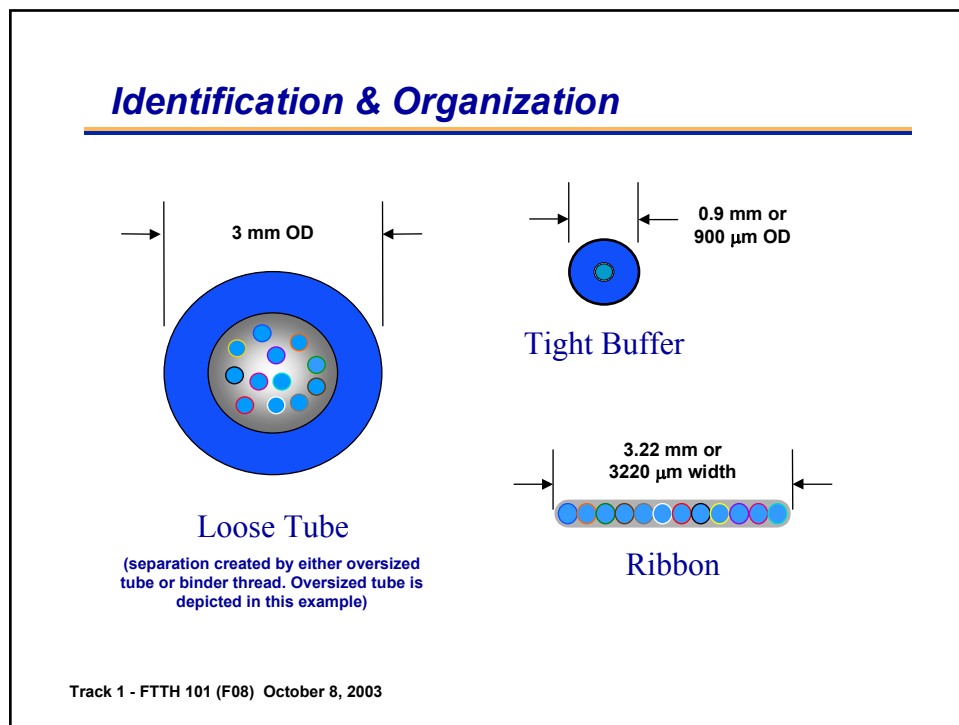 Identification & Organization
3 mm OD
Loose Tube
(separation created by either oversized
tube or binder thread. Oversized tube is
depicted in this example)
0.9 mm or
900 μm OD
Tight Buffer
3.22 mm or
3220 μm width
Ribbon
Track 1 - FTTH 101 (F08)  October 8, 2003